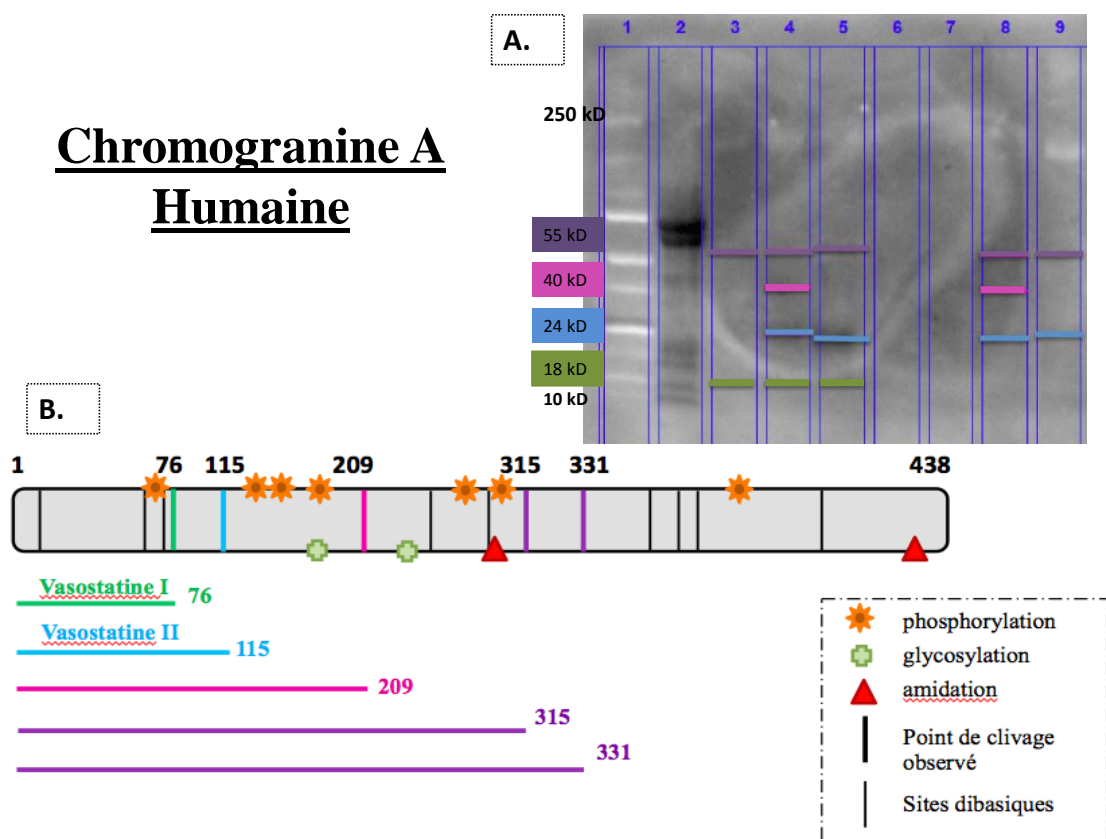 Chromogranine A
Humaine
A.
1 2 3 4 5 6 7 8 9
250 kD
55 kD
40 kD
24 kD
18 kD
10 kD
B.
1 76 115 209 315 331 438
Vasostatine I 76
Vasostatine II 115
209
315
331
phosphorylation
glycosylation
amidation
Point de clivage
observé
Sites dibasiques